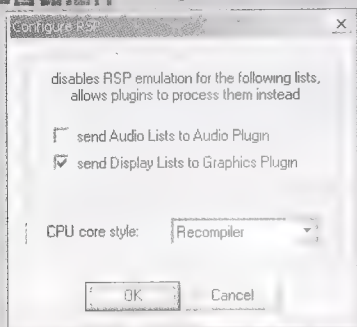 Configure RSP
disables RSP emulation for the following lists,
allows plugins to process them instead
send Audio Lists to Audio Plugin
send Display Lists to Graphics Plugin
CPU core style:
Recompiler
OK
Cancel